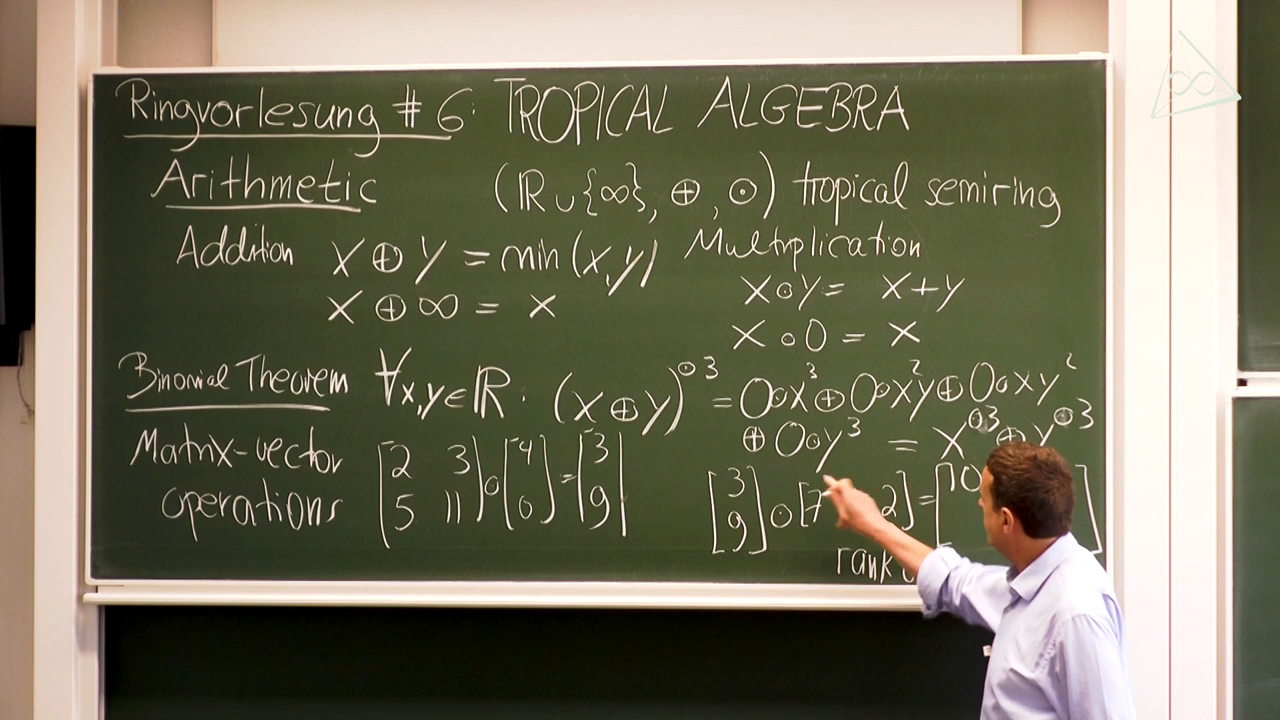 Ringvorlesung # 6: TROPICAL ALGEBRA
Arithmetic (ℝ ∪ {∞}, ⊕, ⊙) tropical semiring
Addition x ⊕ y = min(x,y) Multiplication
x ⊙ y = x+y
x ⊕ ∞ = x
x ⊙ 0 = x
Binomial Theorem ∀x,y∈ℝ: (x ⊕ y)^⊙3 = 0⊙x³ ⊕ 0⊙x²y ⊕ 0⊙xy²
⊕ 0⊙y³ = x^⊙3 ⊕ y^⊙3
Matrix-vector operations [-2 3; 5 11] ⊙ [-4; 0] = [3; 9]
[3; 9] ⊙ [7 2] = [10
rank